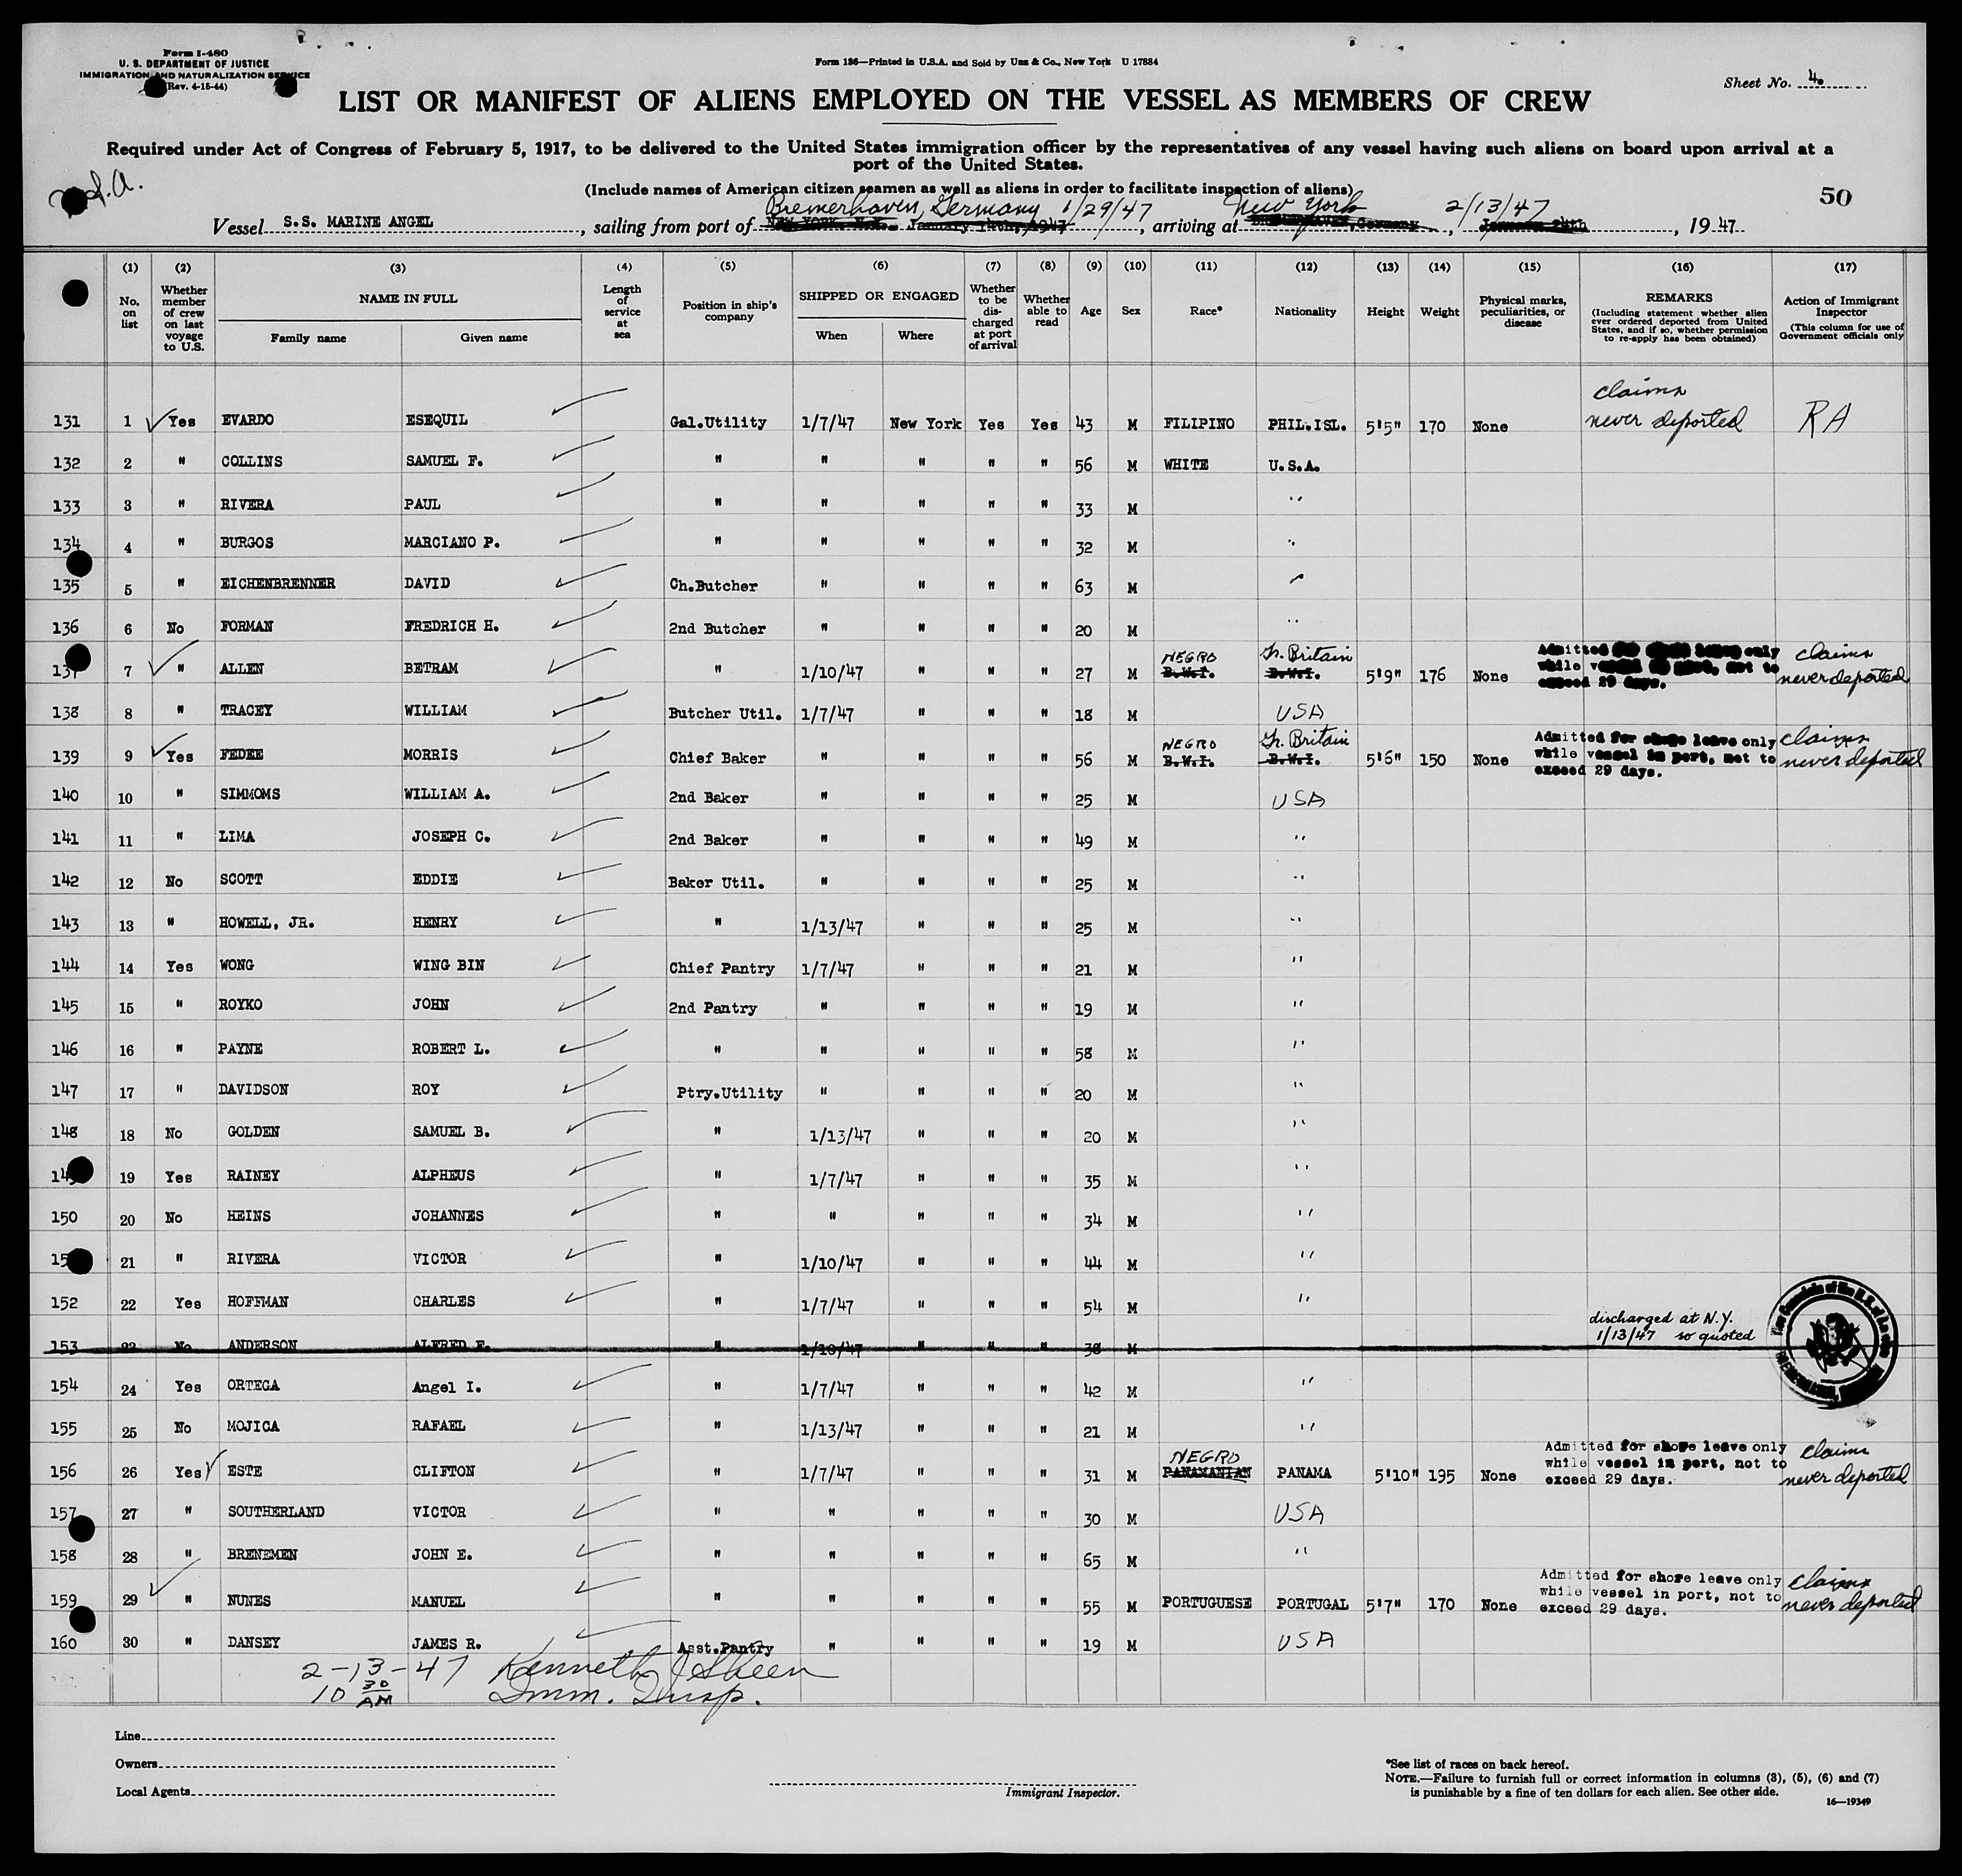 Form I-480
U. S. DEPARTMENT OF JUSTICE
IMMIGRATION AND NATURALIZATION SERVICE
(Rev. 4-15-44)
Form 186—Printed in U.S.A. and Sold by Unz & Co., New York U 17884
Sheet No. 4.
LIST OR MANIFEST OF ALIENS EMPLOYED ON THE VESSEL AS MEMBERS OF CREW
Required under Act of Congress of February 5, 1917, to be delivered to the United States immigration officer by the representatives of any vessel having such aliens on board upon arrival at a
port of the United States.
(Include names of American citizen seamen as well as aliens in order to facilitate inspection of aliens)
50
Bremerhaven, Germany 1/29/47 New York 2/13/47
Vessel S.S. MARINE ANGEL, sailing from port of NEW YORK, N.Y. January 14th, 1947, arriving at BREMERHAVEN, Germany, January 24th, 1947
(1) (2) (3) (4) (5) (6) (7) (8) (9) (10) (11) (12) (13) (14) (15) (16) (17)
No. on list
Whether member of crew on last voyage to U.S.
NAME IN FULL
Family name Given name
Length of service at sea
Position in ship's company
SHIPPED OR ENGAGED
When Where
Whether to be discharged at port of arrival
Whether able to read
Age
Sex
Race*
Nationality
Height
Weight
Physical marks, peculiarities, or disease
REMARKS
(Including statement whether alien ever ordered deported from United States, and if so, whether permission to re-apply has been obtained)
Action of Immigrant Inspector
(This column for use of Government officials only)
131 1 Yes EVARDO ESEQUIL Gal.Utility 1/7/47 New York Yes Yes 43 M FILIPINO PHIL.ISL. 5'5" 170 None claims never deported RA
132 2 " COLLINS SAMUEL F. " " " " " 56 M WHITE U.S.A.
133 3 " RIVERA PAUL " " " " " 33 M "
134 4 " BURGOS MARCIANO P. " " " " " 32 M "
135 5 " EICHENBRENNER DAVID Ch.Butcher " " " " 63 M "
136 6 No FORMAN FREDRICH H. 2nd Butcher " " " " 20 M "
137 7 " ALLEN BETRAM " 1/10/47 " " " 27 M NEGRO B.W.I. Gr. Britain B.W.I. 5'9" 176 None Admitted for shore leave only while vessel in port, not to exceed 29 days. claims never deported
138 8 " TRACEY WILLIAM Butcher Util. 1/7/47 " " " 18 M USA
139 9 Yes FEDEE MORRIS Chief Baker " " " " 56 M NEGRO B.W.I. Gr. Britain B.W.I. 5'6" 150 None Admitted for shore leave only while vessel in port, not to exceed 29 days. claims never deported
140 10 " SIMMOMS WILLIAM A. 2nd Baker " " " " 25 M USA
141 11 " LIMA JOSEPH C. 2nd Baker " " " " 49 M "
142 12 No SCOTT EDDIE Baker Util. " " " " 25 M "
143 13 " HOWELL, JR. HENRY " 1/13/47 " " " 25 M "
144 14 Yes WONG WING BIN Chief Pantry 1/7/47 " " " 21 M "
145 15 " ROYKO JOHN 2nd Pantry " " " " 19 M "
146 16 " PAYNE ROBERT L. " " " " " 58 M "
147 17 " DAVIDSON ROY Ptry.Utility " " " " 20 M "
148 18 No GOLDEN SAMUEL B. " 1/13/47 " " " 20 M "
149 19 Yes RAINEY ALPHEUS " 1/7/47 " " " 35 M "
150 20 No HEINS JOHANNES " " " " " 34 M "
15 21 " RIVERA VICTOR " 1/10/47 " " " 44 M "
152 22 Yes HOFFMAN CHARLES " 1/7/47 " " " 54 M "
153 23 No ANDERSON ALFRED F. " 1/10/47 " " " 38 M discharged at N.Y. 1/13/47 so quoted
154 24 Yes ORTEGA Angel I. " 1/7/47 " " " 42 M "
155 25 No MOJICA RAFAEL " 1/13/47 " " " 21 M "
156 26 Yes ESTE CLIFTON " 1/7/47 " " " 31 M NEGRO PANAMANIAN PANAMA 5'10" 195 None Admitted for shore leave only while vessel in port, not to exceed 29 days. claims never deported
157 27 " SOUTHERLAND VICTOR " " " " " 30 M USA
158 28 " BRENEMEN JOHN E. " " " " " 65 M "
159 29 " NUNES MANUEL " " " " " 55 M PORTUGUESE PORTUGAL 5'7" 170 None Admitted for shore leave only while vessel in port, not to exceed 29 days. claims never deported
160 30 " DANSEY JAMES R. Asst.Pantry " " " " 19 M USA
2-13-47 Kenneth J Sheen
10 30 AM Imm. Insp.
Line
Owners
Local Agents
Immigrant Inspector.
*See list of races on back hereof.
NOTE.—Failure to furnish full or correct information in columns (3), (5), (6) and (7)
is punishable by a fine of ten dollars for each alien. See other side.
16—19349